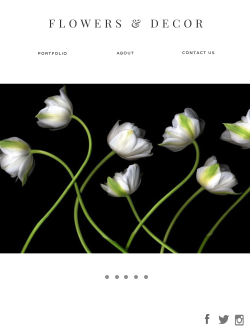 FLOWERS & DECOR
PORTFOLIO ABOUT CONTACT US